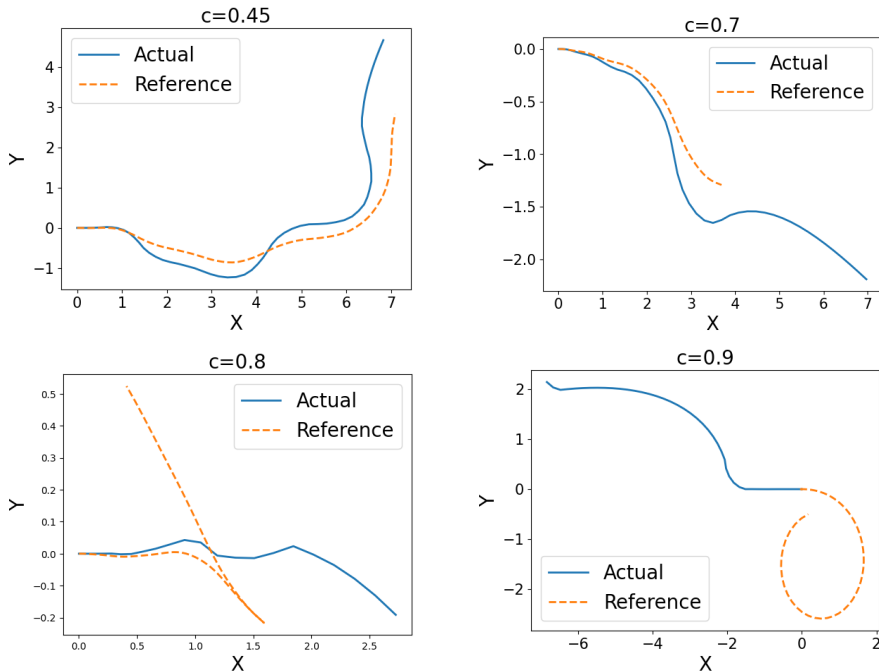 c=0.45
Actual
Reference
4
3
2
1
0
−1
Y
0 1 2 3 4 5 6 7
X
c=0.7
Actual
Reference
0.0
−0.5
−1.0
−1.5
−2.0
Y
0 1 2 3 4 5 6 7
X
c=0.8
Actual
Reference
0.5
0.4
0.3
0.2
0.1
0.0
−0.1
−0.2
Y
0.0 0.5 1.0 1.5 2.0 2.5
X
c=0.9
2
1
0
−1
−2
Y
Actual
Reference
−6 −4 −2 0 2
X